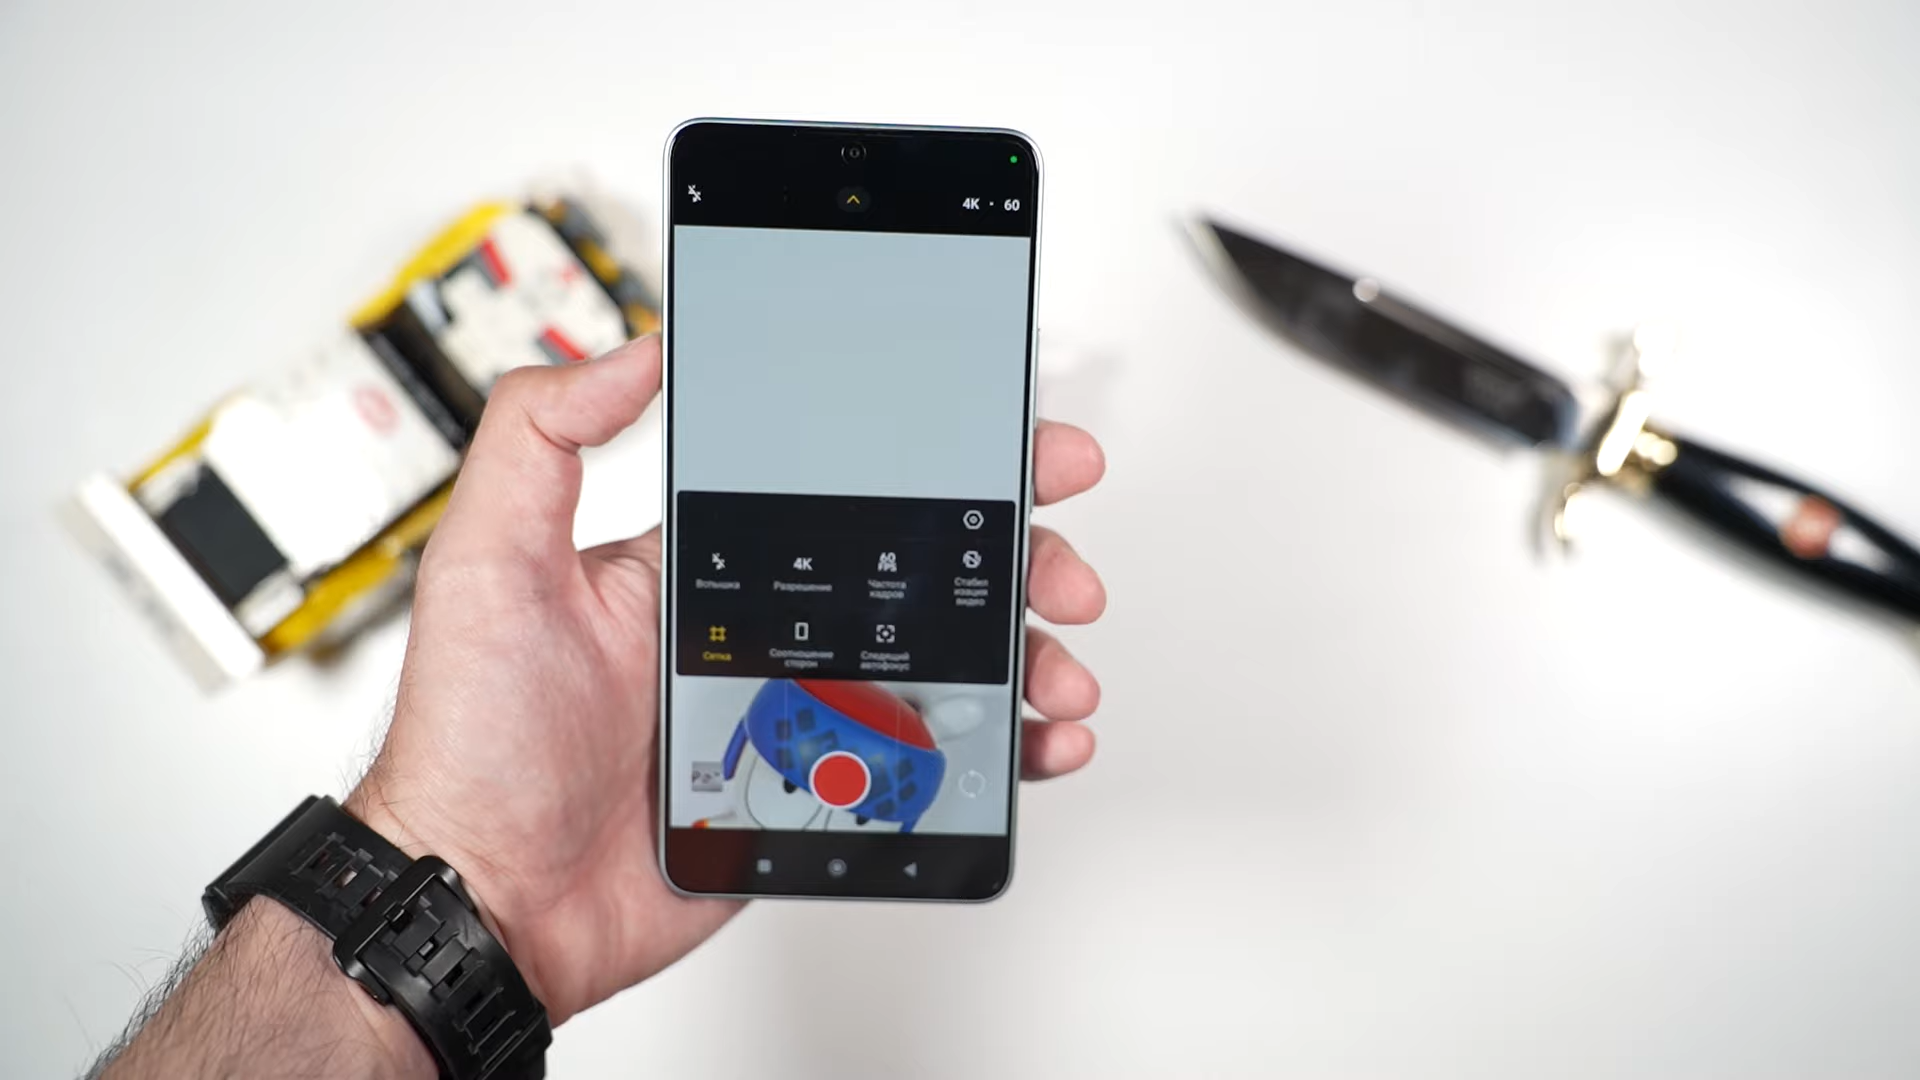 4K · 60
4K
60
FPS
Вспышка
Разрешение
Частота
кадров
Стабил
изация
видео
Сетка
Соотношение
сторон
Следящий
автофокус